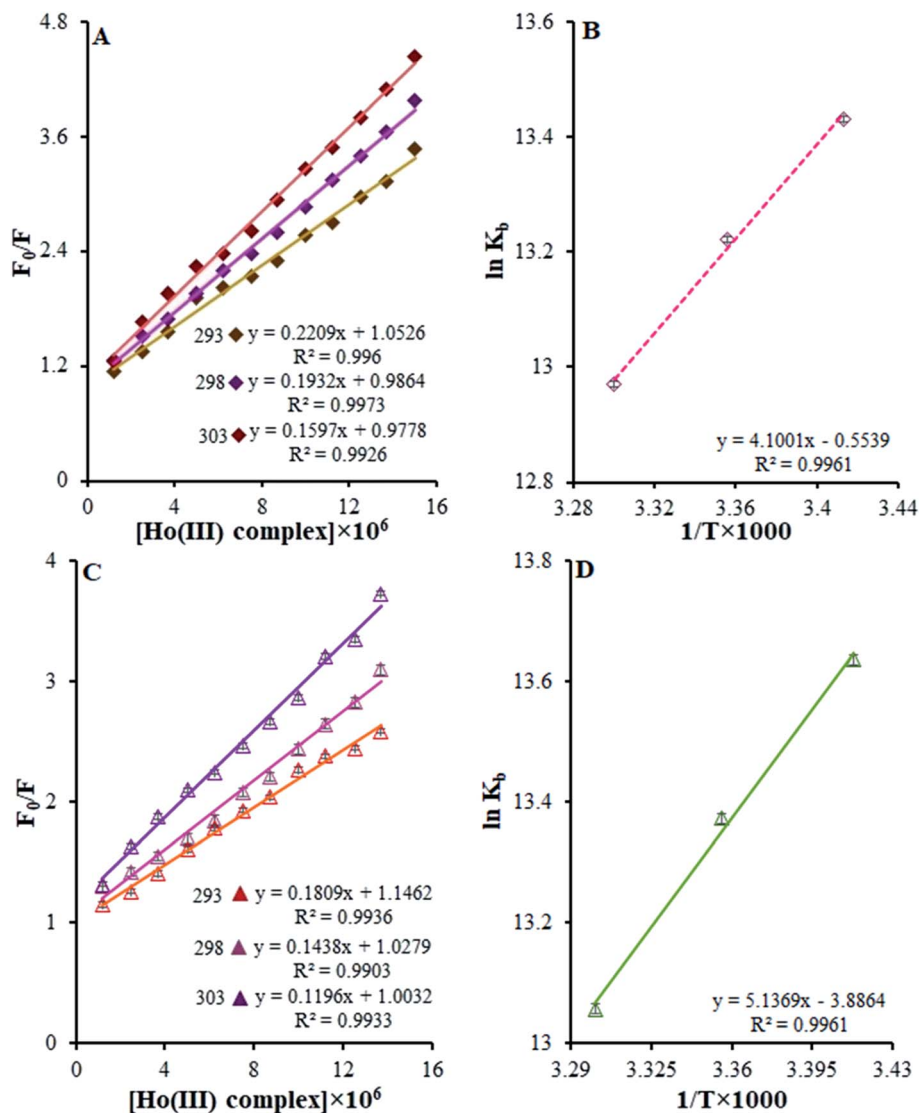 A
F₀/F
4.8
3.6
2.4
1.2
0
0
4
8
12
16
[Ho(III) complex]×10⁶
293 y = 0.2209x + 1.0526
R² = 0.996
298 y = 0.1932x + 0.9864
R² = 0.9973
303 y = 0.1597x + 0.9778
R² = 0.9926
B
ln K_b
13.6
13.4
13.2
13
12.8
3.28
3.32
3.36
3.4
3.44
1/T×1000
y = 4.1001x - 0.5539
R² = 0.9961
C
F₀/F
4
3
2
1
0
0
4
8
12
16
[Ho(III) complex]×10⁶
293 y = 0.1809x + 1.1462
R² = 0.9936
298 y = 0.1438x + 1.0279
R² = 0.9903
303 y = 0.1196x + 1.0032
R² = 0.9933
D
ln K_b
13.8
13.6
13.4
13.2
13
3.29
3.325
3.36
3.395
3.43
1/T×1000
y = 5.1369x - 3.8864
R² = 0.9961